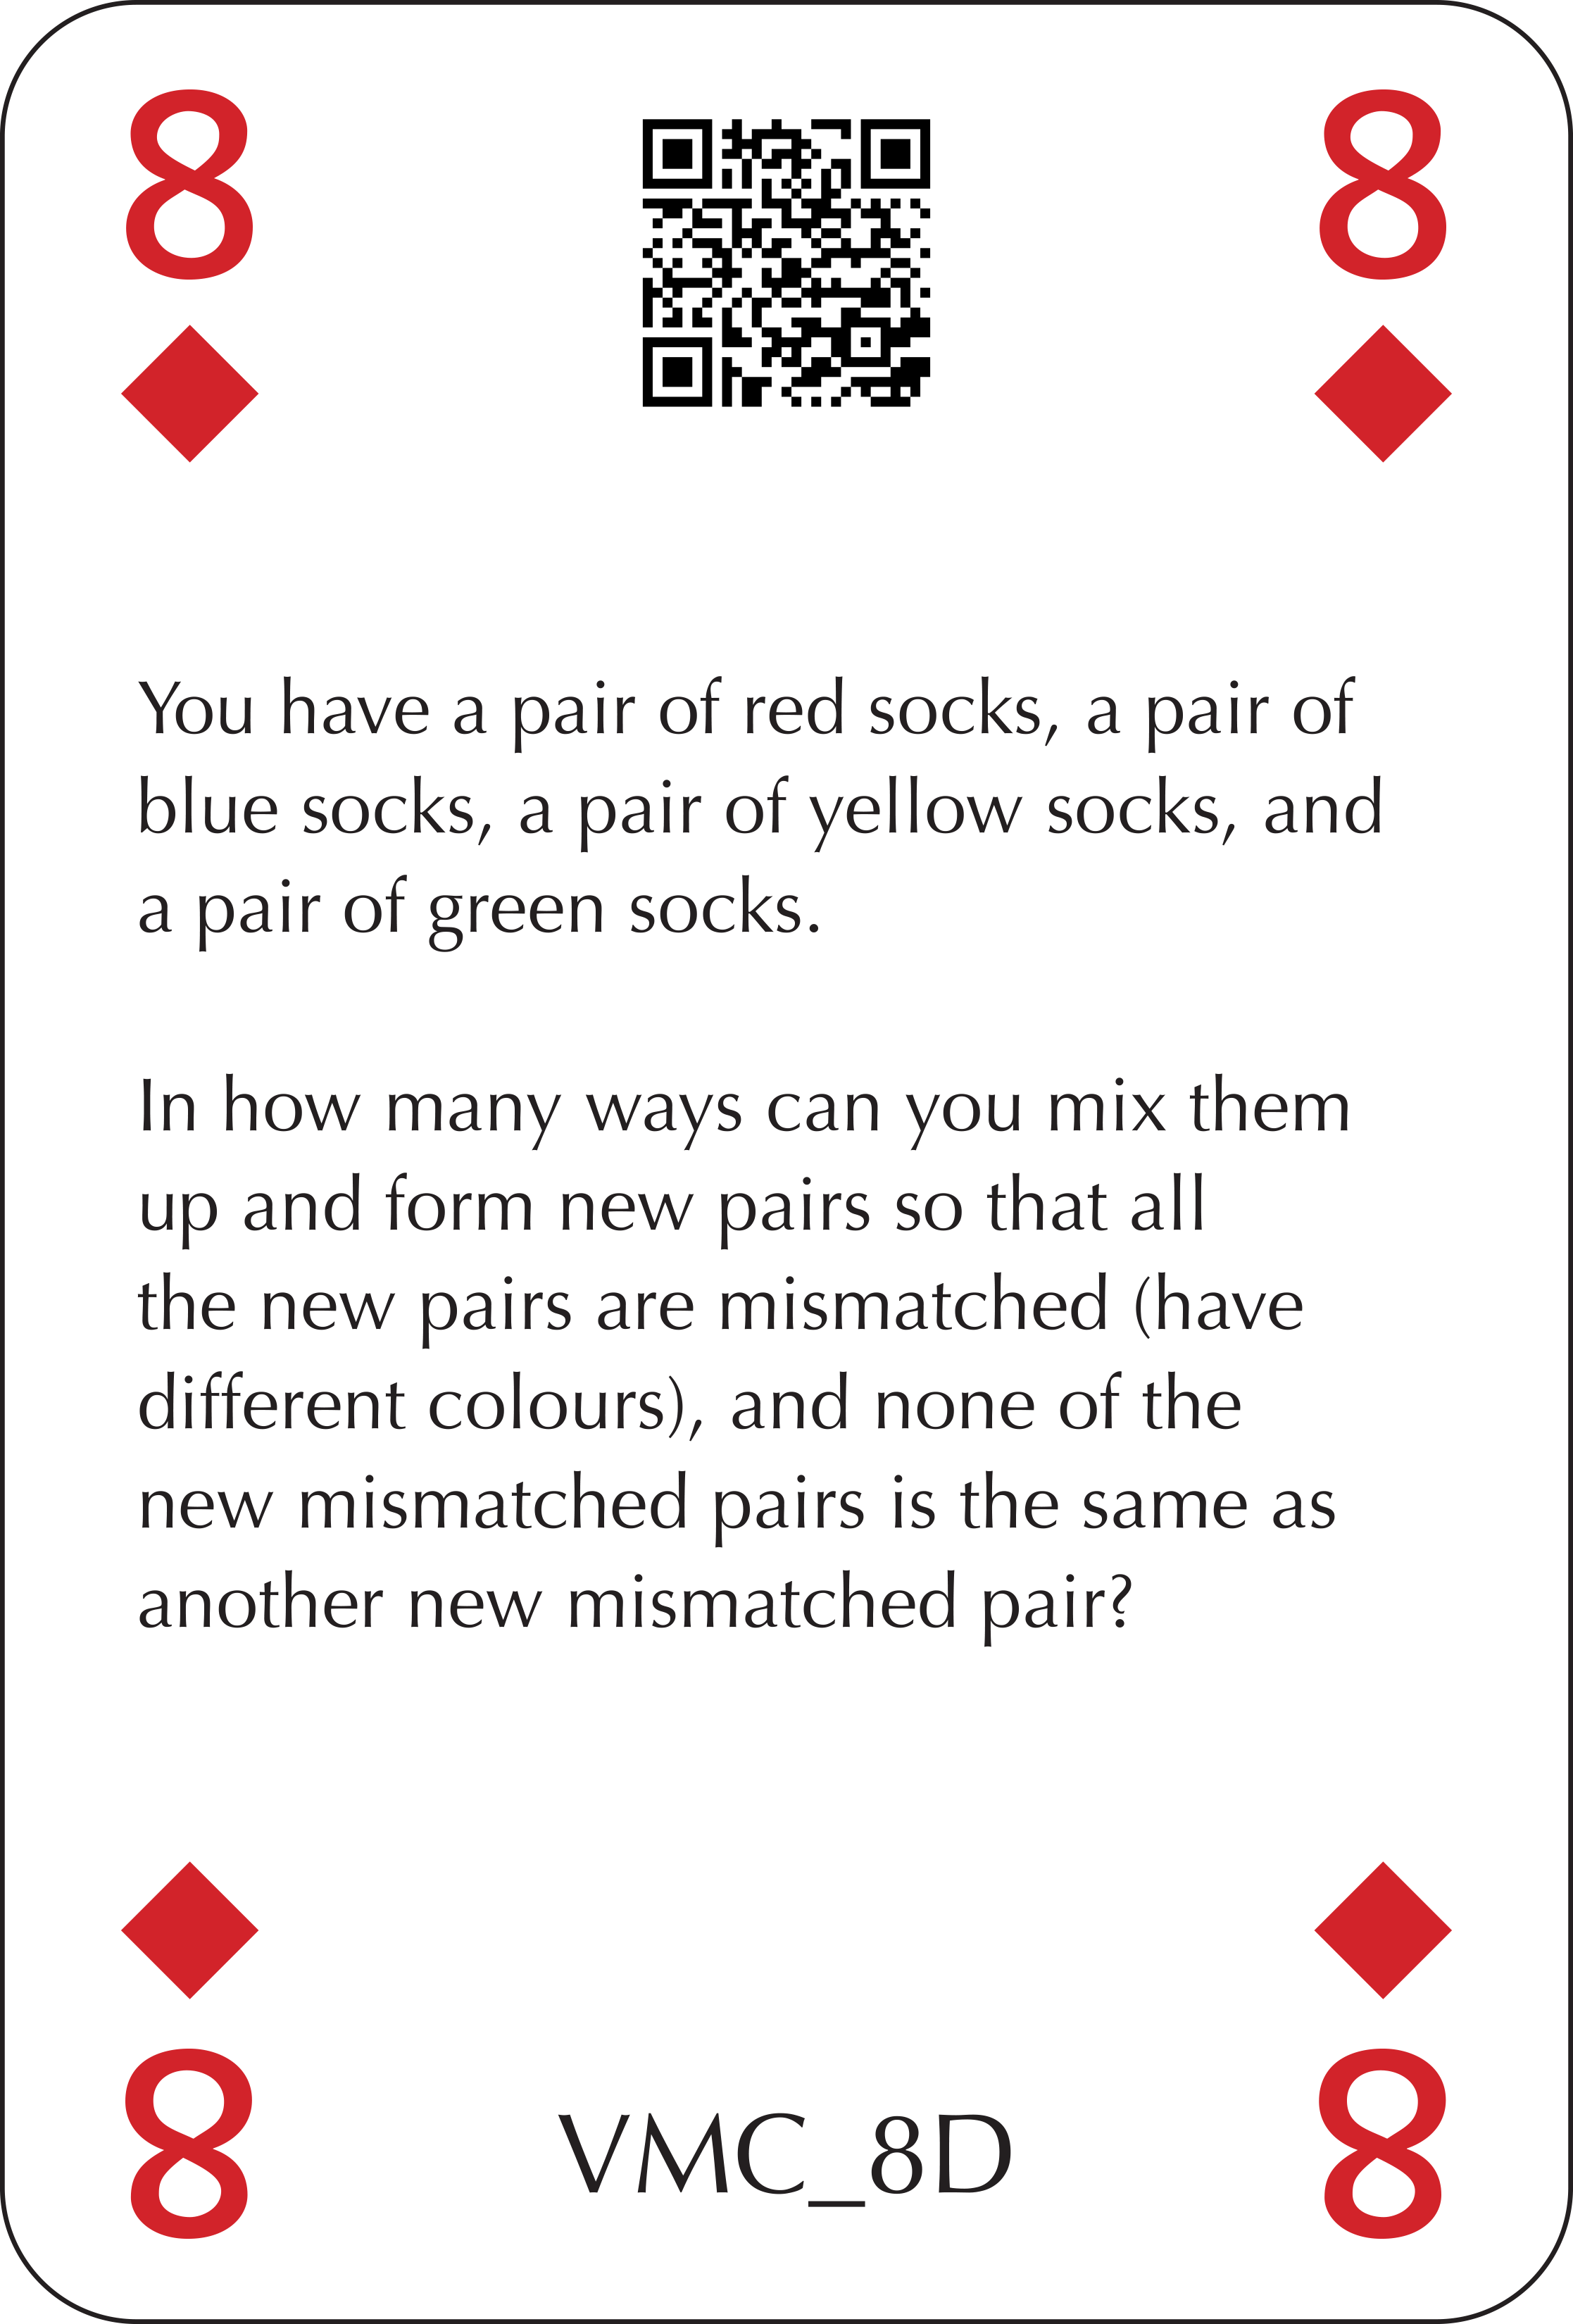 8 8
You have a pair of red socks, a pair of
blue socks, a pair of yellow socks, and
a pair of green socks.
In how many ways can you mix them
up and form new pairs so that all
the new pairs are mismatched (have
different colours), and none of the
new mismatched pairs is the same as
another new mismatched pair?
8 VMC_8D 8